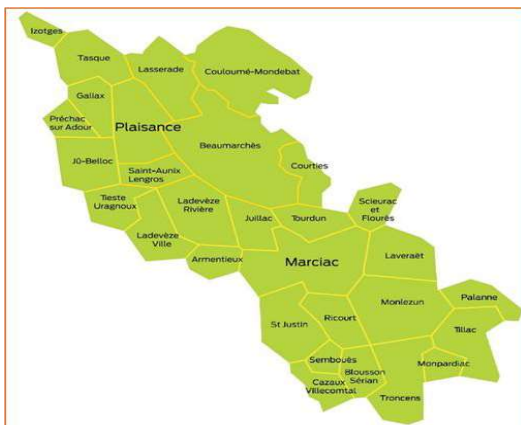 Izotges
Tasque
Lasserade
Couloumé-Mondebat
Galiax
Préchac
sur Adour
Plaisance
Beaumarchès
Jû-Belloc
Saint-Aunix
Lengros
Courties
Tieste
Uragnoux
Ladevèze
Rivière
Juillac
Tourdun
Scieurac
et
Flourès
Ladevèze
Ville
Armentieux
Marciac
Laveraët
Monlezun
Palanne
St Justin
Ricourt
Tillac
Sembouès
Blousson
Sérian
Monpardiac
Cazaux
Villecomtal
Troncens